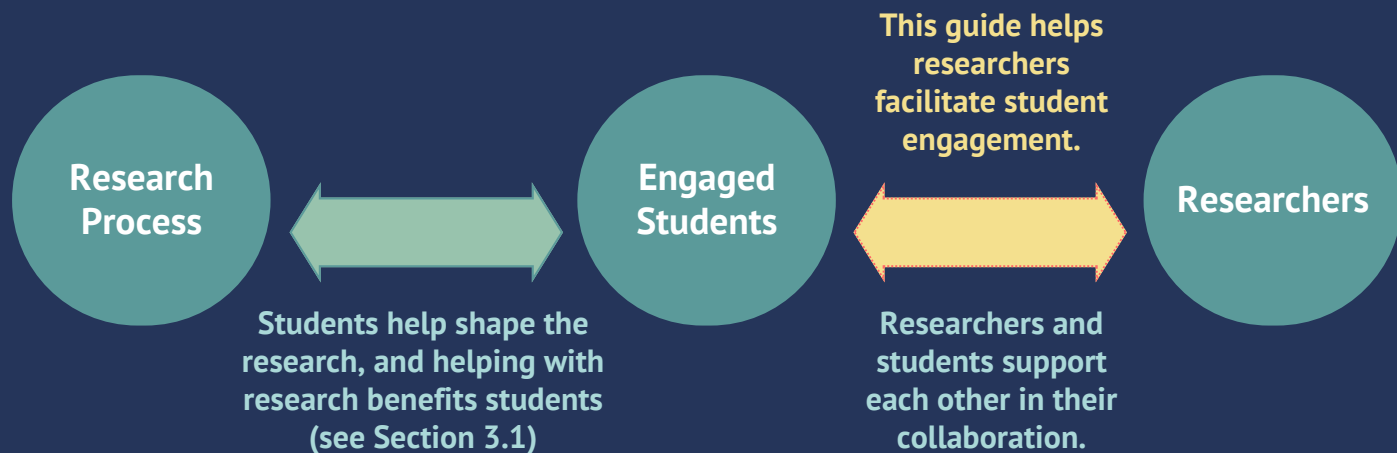 This guide helps
researchers
facilitate student
engagement.
Research
Process
Engaged
Students
Researchers
Students help shape the
research, and helping with
research benefits students
(see Section 3.1)
Researchers and
students support
each other in their
collaboration.